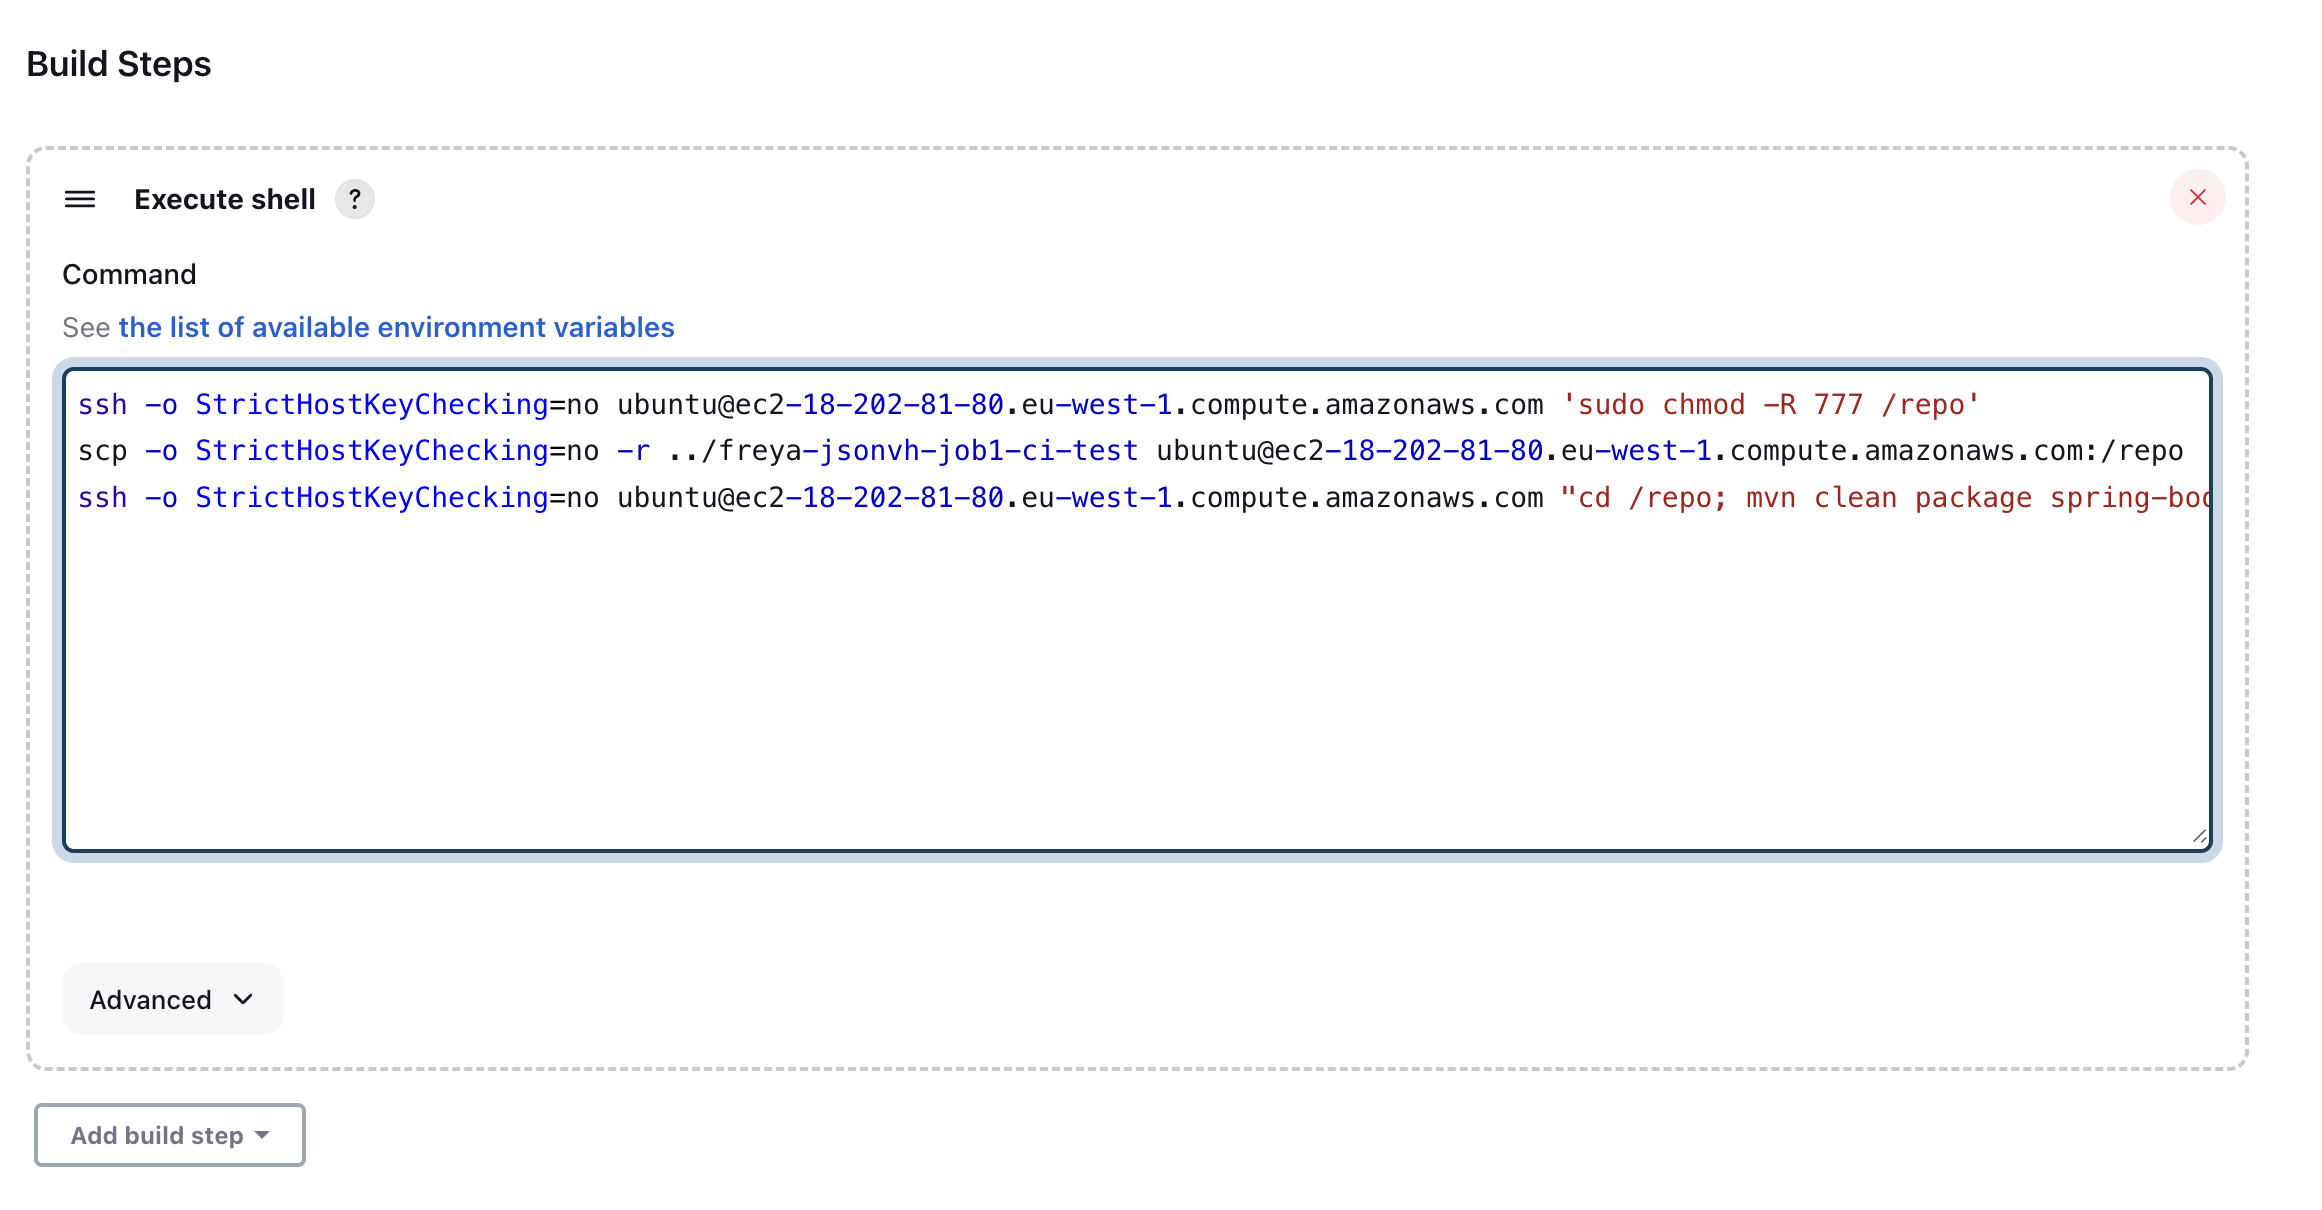 Build Steps
Execute shell ?
Command
See the list of available environment variables
ssh -o StrictHostKeyChecking=no ubuntu@ec2-18-202-81-80.eu-west-1.compute.amazonaws.com 'sudo chmod -R 777 /repo'
scp -o StrictHostKeyChecking=no -r ../freya-jsonvh-job1-ci-test ubuntu@ec2-18-202-81-80.eu-west-1.compute.amazonaws.com:/repo
ssh -o StrictHostKeyChecking=no ubuntu@ec2-18-202-81-80.eu-west-1.compute.amazonaws.com "cd /repo; mvn clean package
Advanced
Add build step